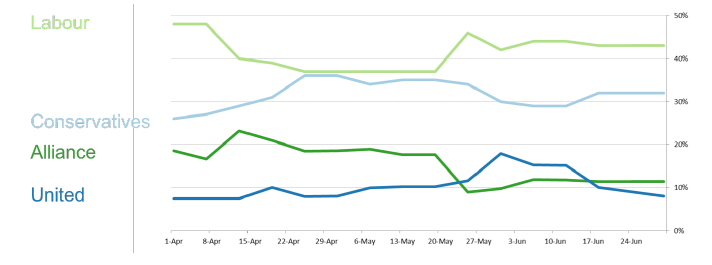 Labour
Conservatives
Alliance
United
50%
40%
30%
20%
10%
0%
1-Apr 8-Apr 15-Apr 22-Apr 29-Apr 6-May 13-May 20-May 27-May 3-Jun 10-Jun 17-Jun 24-Jun